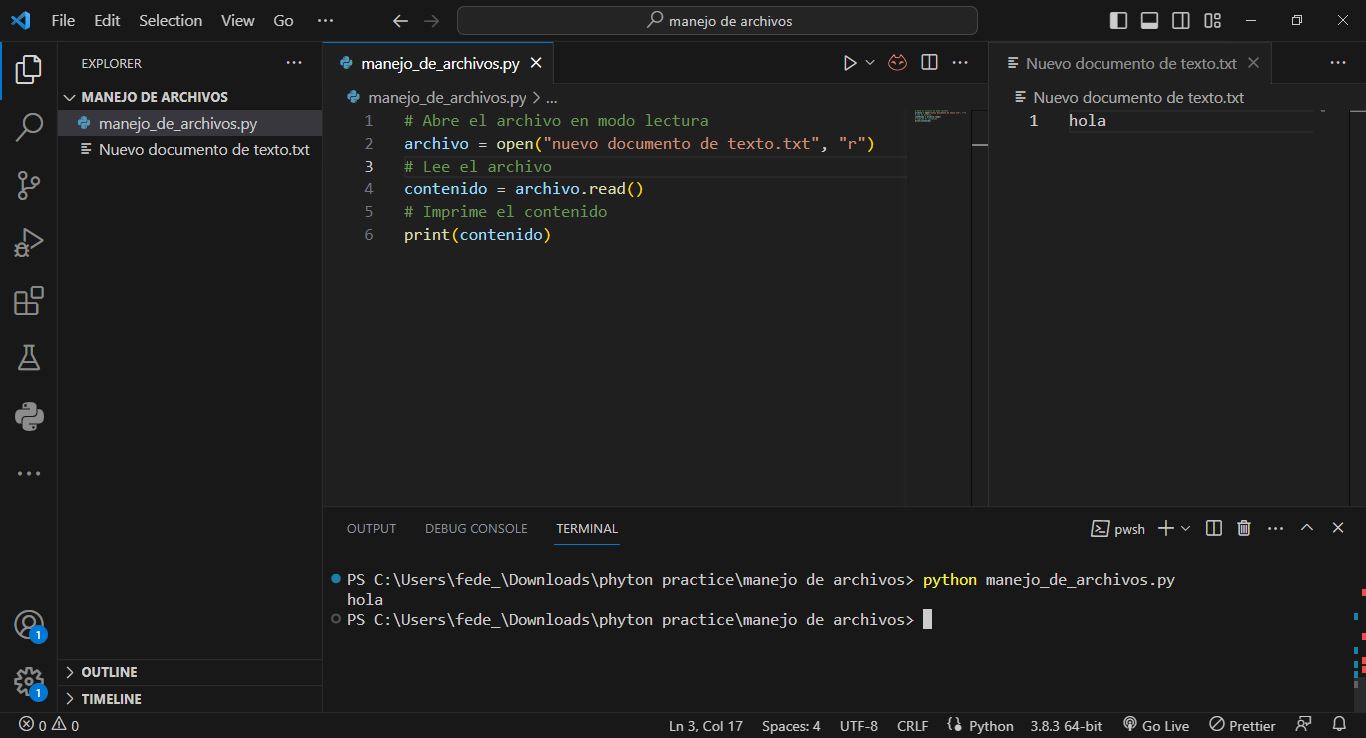 File Edit Selection View Go ···
manejo de archivos
EXPLORER ···
MANEJO DE ARCHIVOS
manejo_de_archivos.py
Nuevo documento de texto.txt
OUTLINE
TIMELINE
manejo_de_archivos.py
manejo_de_archivos.py > ...
1 # Abre el archivo en modo lectura
2 archivo = open("nuevo documento de texto.txt", "r")
3 # Lee el archivo
4 contenido = archivo.read()
5 # Imprime el contenido
6 print(contenido)
Nuevo documento de texto.txt
Nuevo documento de texto.txt
1 hola
OUTPUT DEBUG CONSOLE TERMINAL
pwsh
PS C:\Users\fede_\Downloads\phyton practice\manejo de archivos> python manejo_de_archivos.py
hola
PS C:\Users\fede_\Downloads\phyton practice\manejo de archivos>
1
1
0 0
Ln 3, Col 17 Spaces: 4 UTF-8 CRLF Python 3.8.3 64-bit Go Live Prettier